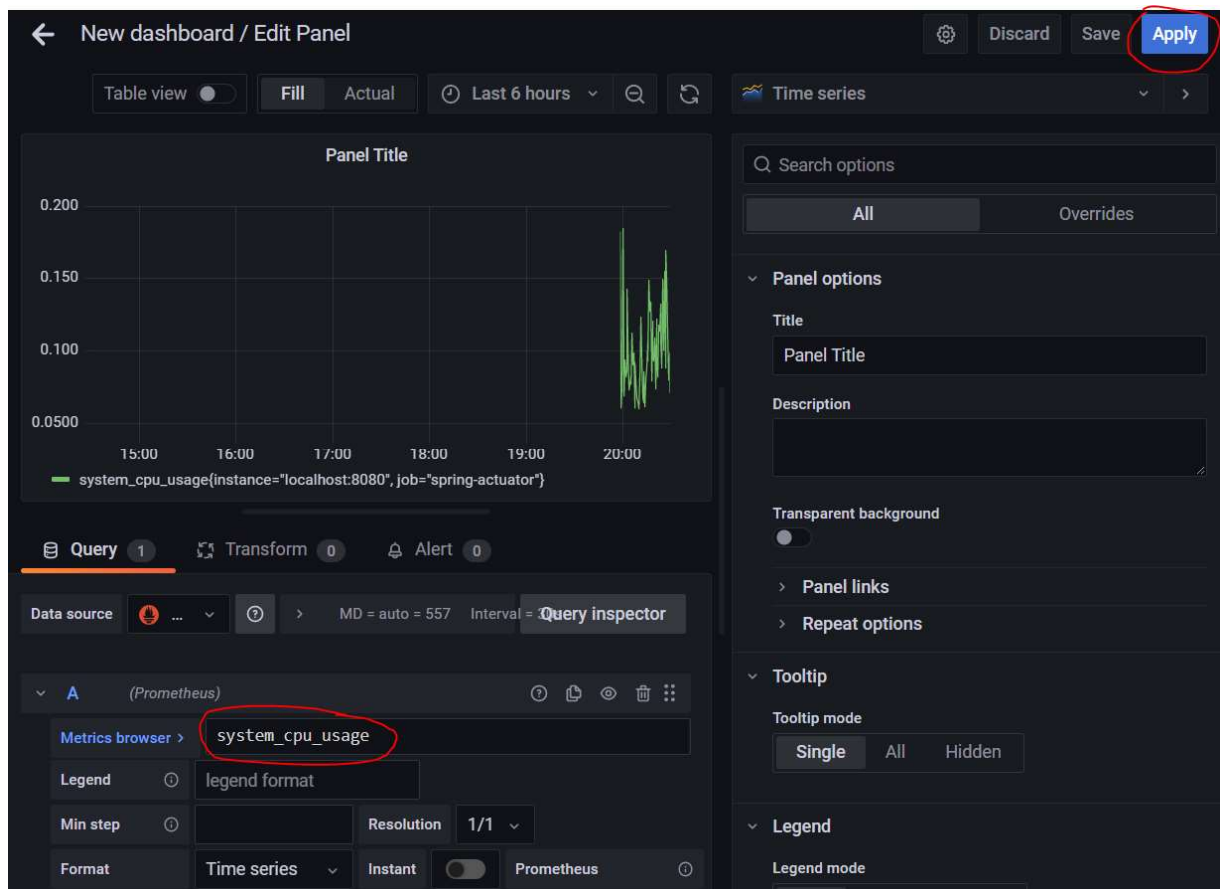 New dashboard / Edit Panel
Discard
Save
Apply
Table view
Fill
Actual
Last 6 hours
Time series
Panel Title
0.200
0.150
0.100
0.0500
15:00
16:00
17:00
18:00
19:00
20:00
system_cpu_usage{instance="localhost:8080", job="spring-actuator"}
Query 1
Transform 0
Alert 0
Data source
...
MD = auto = 557
Interval =
Query inspector
A
(Prometheus)
Metrics browser >
system_cpu_usage
Legend
legend format
Min step
Resolution
1/1
Format
Time series
Instant
Prometheus
Search options
All
Overrides
Panel options
Title
Panel Title
Description
Transparent background
Panel links
Repeat options
Tooltip
Tooltip mode
Single
All
Hidden
Legend
Legend mode